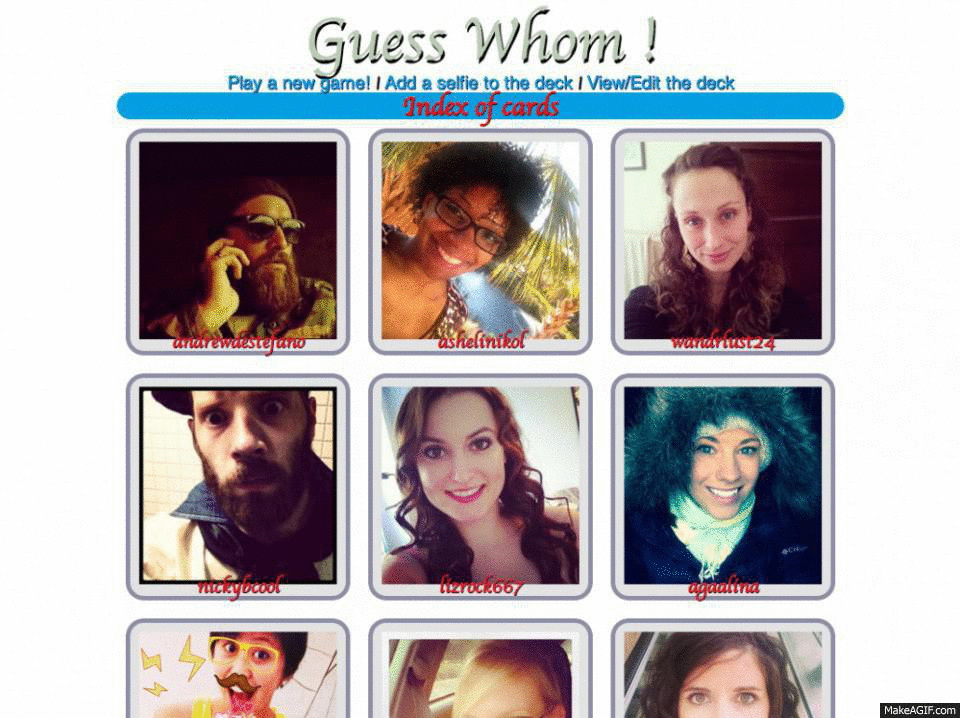 Guess Whom !
Play a new game! / Add a selfie to the deck / View/Edit the deck
Index of cards
andrewdestefano
ashelinikol
wandrlust24
nickybcool
lizrock667
agaalina
MakeAGIF.com